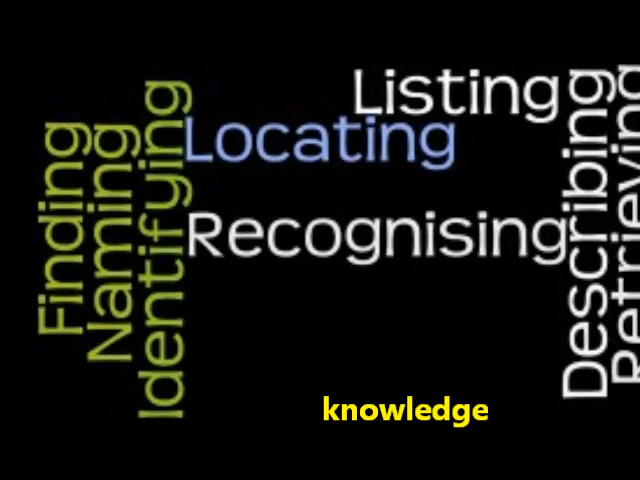 Finding
Naming
Identifying
Listing
Locating
Recognising
Describing
Retrieving
knowledge